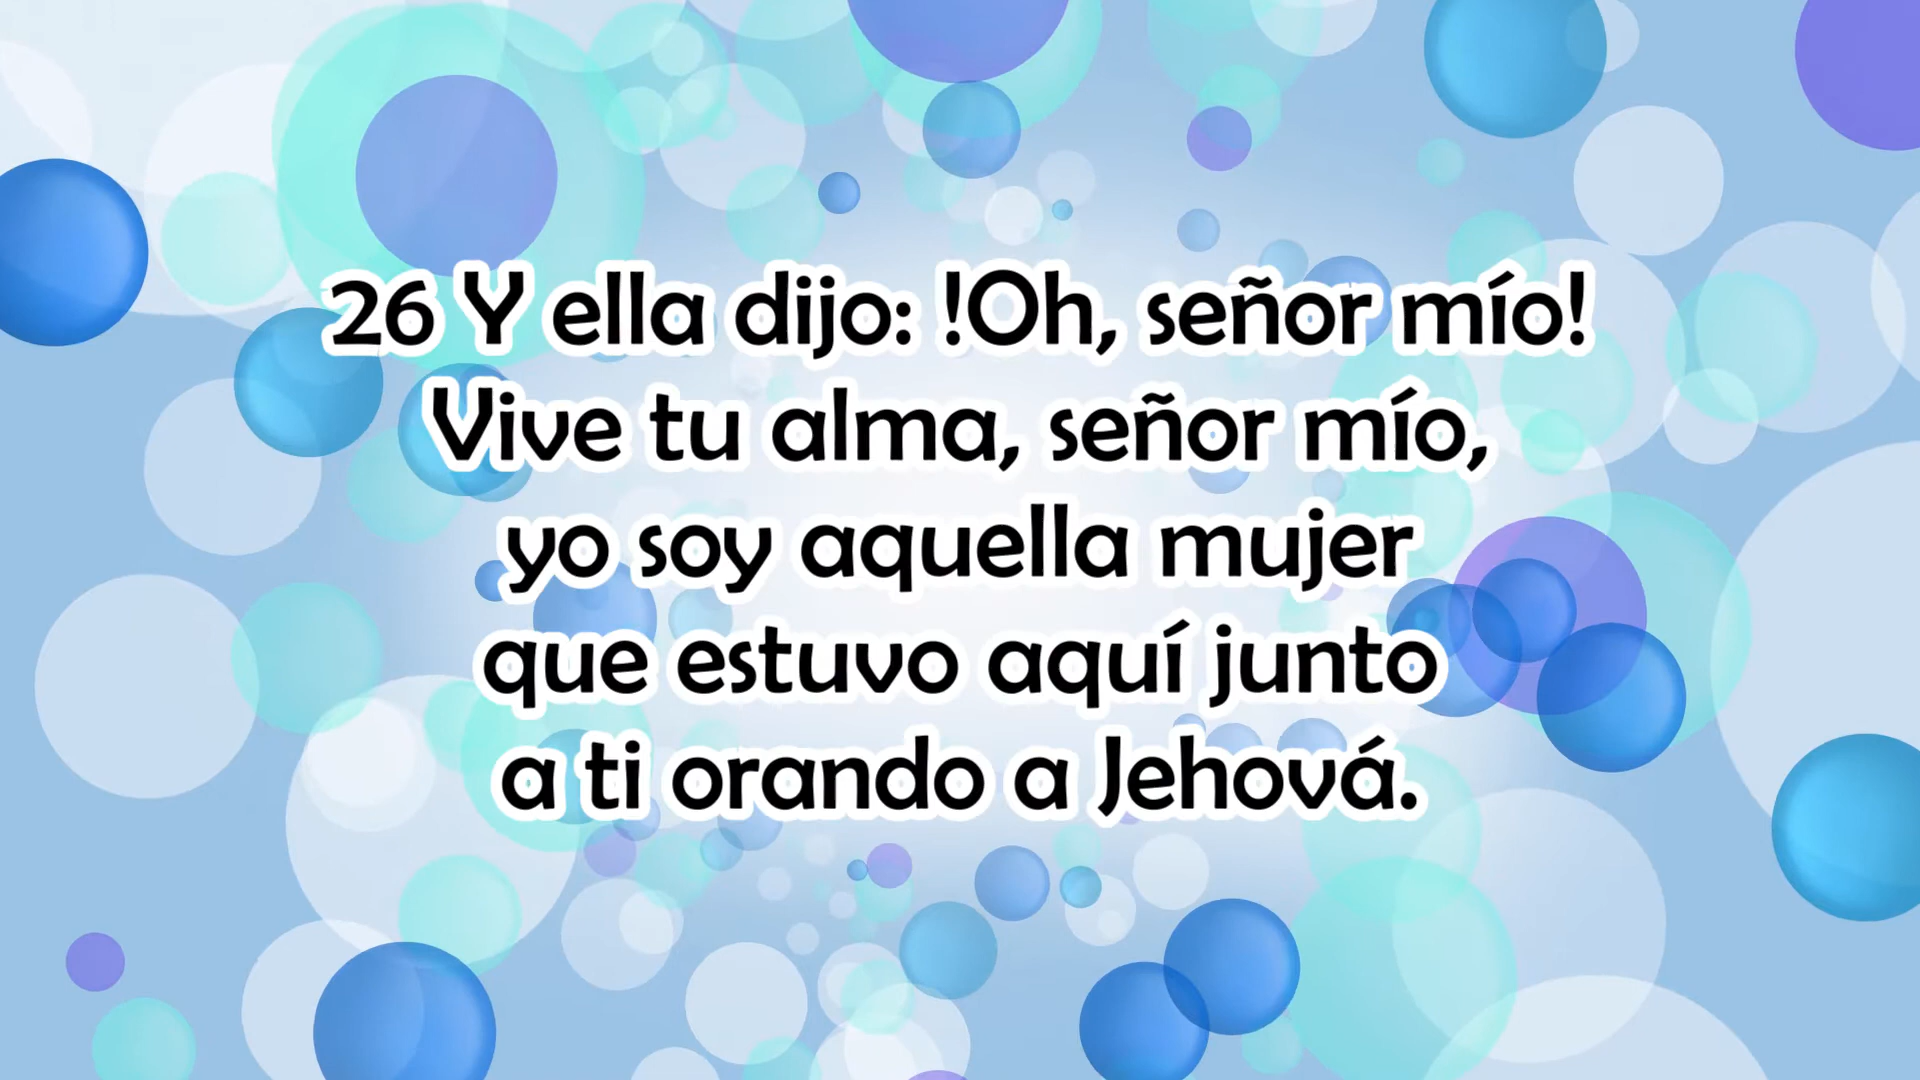 26 Y ella dijo: !Oh, señor mío!
Vive tu alma, señor mío,
yo soy aquella mujer
que estuvo aquí junto
a ti orando a Jehová.